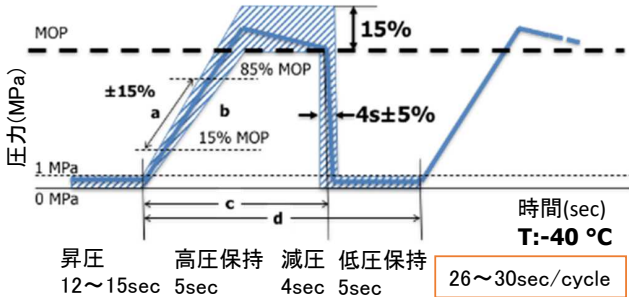 MOP
15%
85% MOP
±15%
a
b
4s±5%
15% MOP
圧力(MPa)
1 MPa
0 MPa
c
d
時間(sec)
T:-40 °C
昇圧 高圧保持 減圧 低圧保持
12～15sec 5sec 4sec 5sec
26～30sec/cycle